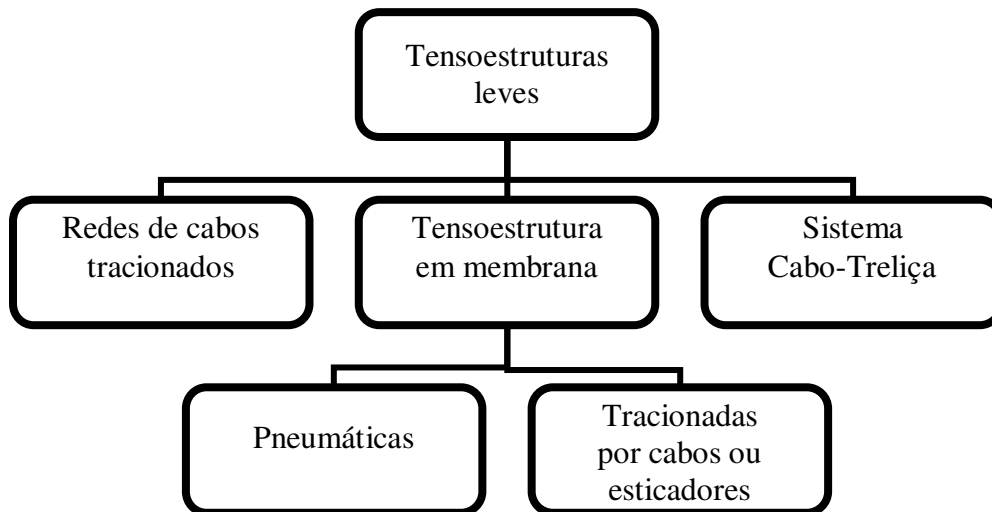 Tensoestruturas
leves
Redes de cabos
tracionados
Tensoestrutura
em membrana
Sistema
Cabo-Treliça
Pneumáticas
Tracionadas
por cabos ou
esticadores